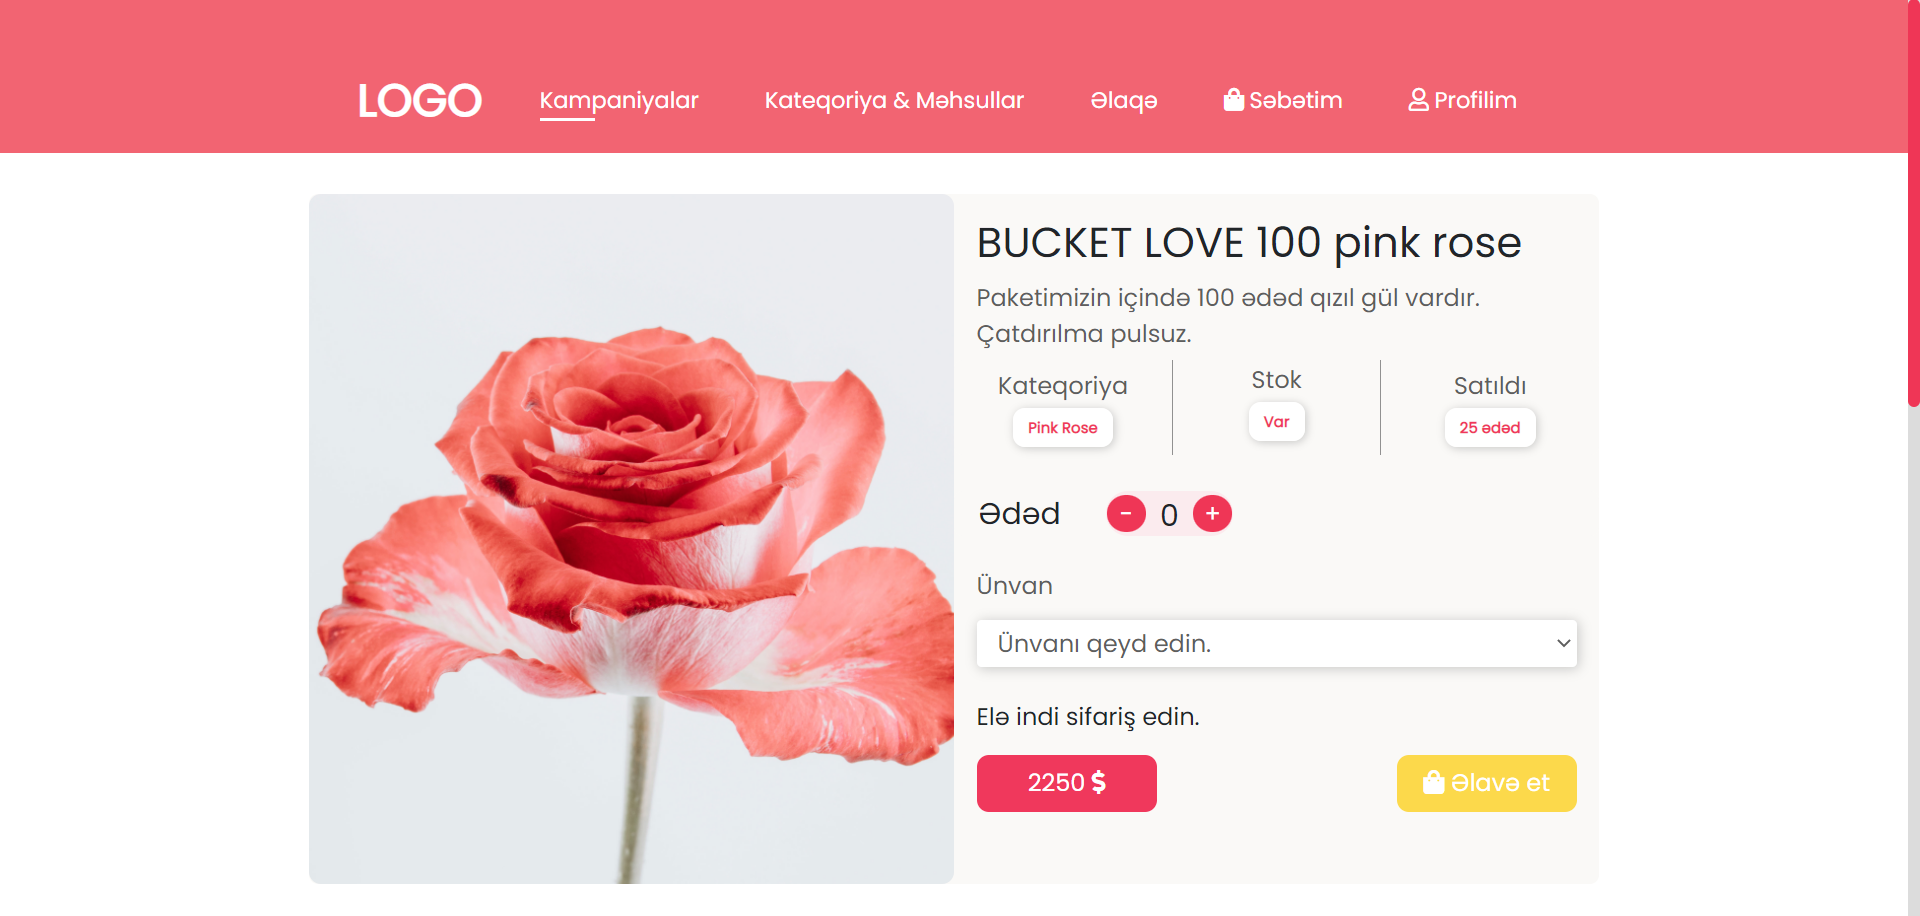 LOGO
Kampaniyalar
Kateqoriya & Məhsullar
Əlaqə
Səbətim
Profilim
BUCKET LOVE 100 pink rose
Paketimizin içində 100 ədəd qızıl gül vardır.
Çatdırılma pulsuz.
Kateqoriya
Pink Rose
Stok
Var
Satıldı
25 ədəd
Ədəd
- 0 +
Ünvan
Ünvanı qeyd edin.
Elə indi sifariş edin.
2250 $
Əlavə et